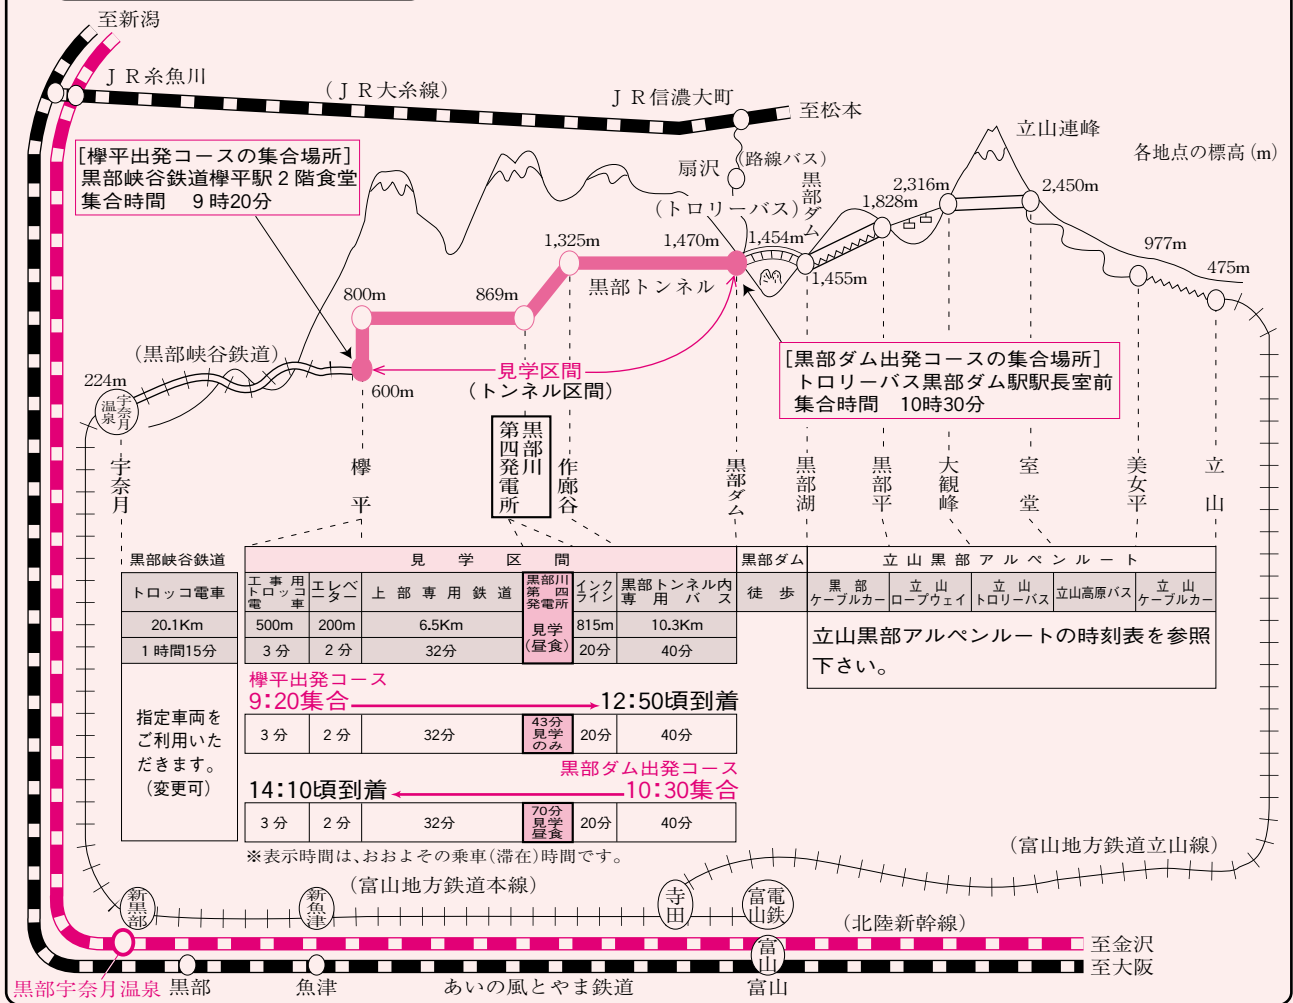 至新潟
ＪＲ糸魚川
(ＪＲ大糸線)
ＪＲ信濃大町
至松本
立山連峰
各地点の標高(m)
[欅平出発コースの集合場所]
黒部峡谷鉄道欅平駅２階食堂
集合時間　９時20分
扇沢
(路線バス)
(トロリーバス)
黒部ダム
2,316m
2,450m
1,828m
1,325m
1,470m
1,454m
1,455m
977m
475m
黒部トンネル
800m
869m
(黒部峡谷鉄道)
224m
宇奈月温泉
600m
見学区間
(トンネル区間)
[黒部ダム出発コースの集合場所]
トロリーバス黒部ダム駅駅長室前
集合時間　10時30分
宇奈月
欅平
黒部川第四発電所
作廊谷
黒部ダム
黒部湖
黒部平
大観峰
室堂
美女平
立山
黒部峡谷鉄道
見学区間
黒部ダム
立山黒部アルペンルート
トロッコ電車
工事用トロッコ電車
エレベーター
上部専用鉄道
黒部川第四発電所
インクライン
黒部トンネル内専用バス
徒歩
黒部ケーブルカー
立山ロープウェイ
立山トロリーバス
立山高原バス
立山ケーブルカー
20.1Km
500m
200m
6.5Km
見学(昼食)
815m
10.3Km
１時間15分
３分
２分
32分
20分
40分
立山黒部アルペンルートの時刻表を参照
下さい。
欅平出発コース
9:20集合
12:50頃到着
指定車両を
ご利用いた
だきます。
(変更可)
３分
２分
32分
43分見学のみ
20分
40分
黒部ダム出発コース
14:10頃到着
10:30集合
３分
２分
32分
70分見学昼食
20分
40分
※表示時間は、おおよその乗車(滞在)時間です。
(富山地方鉄道立山線)
(富山地方鉄道本線)
新黒部
新魚津
寺田
電鉄富山
(北陸新幹線)
至金沢
富山
至大阪
黒部宇奈月温泉
黒部
魚津
あいの風とやま鉄道
富山